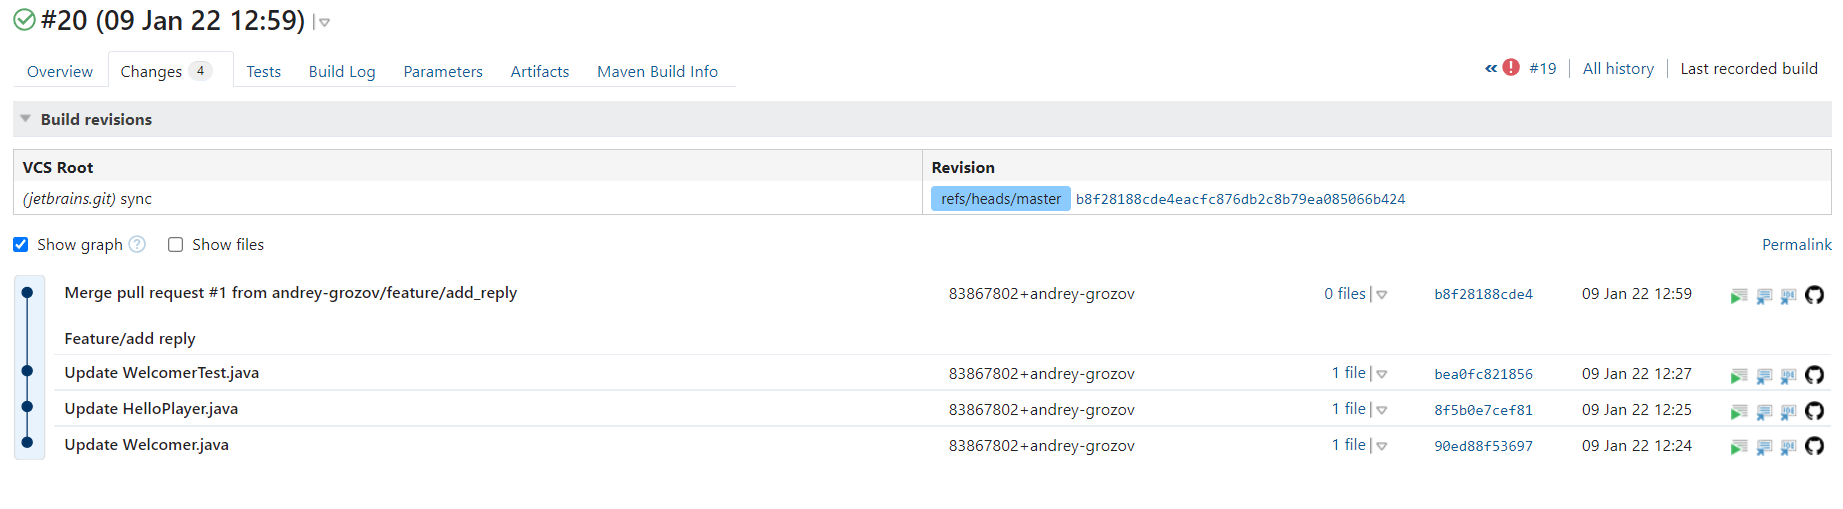 #20 (09 Jan 22 12:59)
Overview Changes 4 Tests Build Log Parameters Artifacts Maven Build Info « #19 All history Last recorded build
Build revisions
VCS Root Revision
(jetbrains.git) sync refs/heads/master b8f28188cde4eacfc876db2c8b79ea085066b424
Show graph ? Show files Permalink
Merge pull request #1 from andrey-grozov/feature/add_reply 83867802+andrey-grozov 0 files b8f28188cde4 09 Jan 22 12:59
Feature/add reply
Update WelcomerTest.java 83867802+andrey-grozov 1 file bea0fc821856 09 Jan 22 12:27
Update HelloPlayer.java 83867802+andrey-grozov 1 file 8f5b0e7cef81 09 Jan 22 12:25
Update Welcomer.java 83867802+andrey-grozov 1 file 90ed88f53697 09 Jan 22 12:24